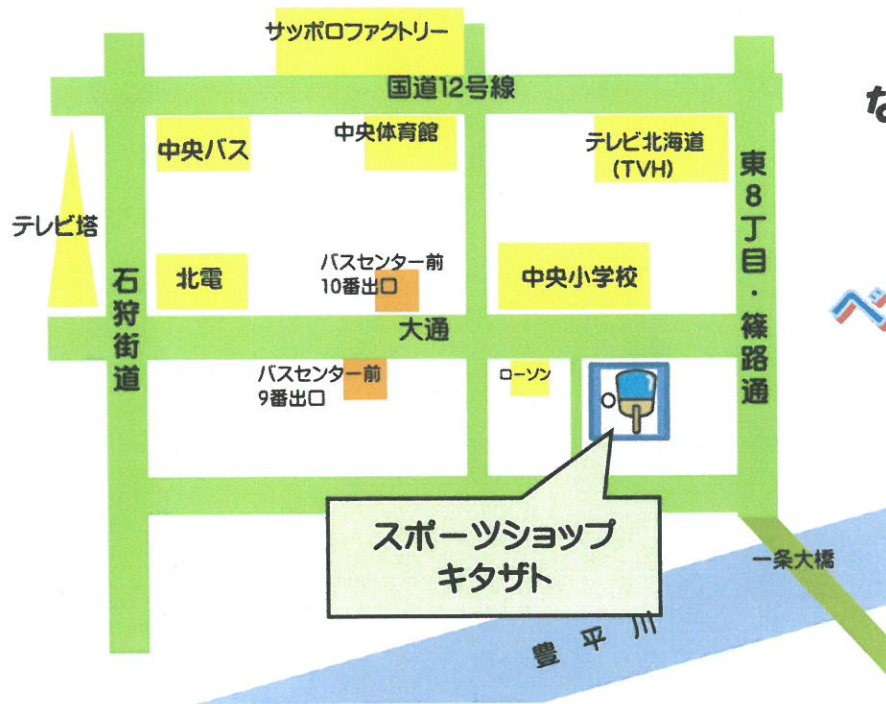 サッポロファクトリー
国道12号線
な
中央バス
中央体育館
テレビ北海道
(TVH)
東8丁目・篠路通
テレビ塔
石狩街道
北電
バスセンター前
10番出口
中央小学校
大通
ベ
バスセンター前
9番出口
ローソン
スポーツショップ
キタザト
一条大橋
豊平川